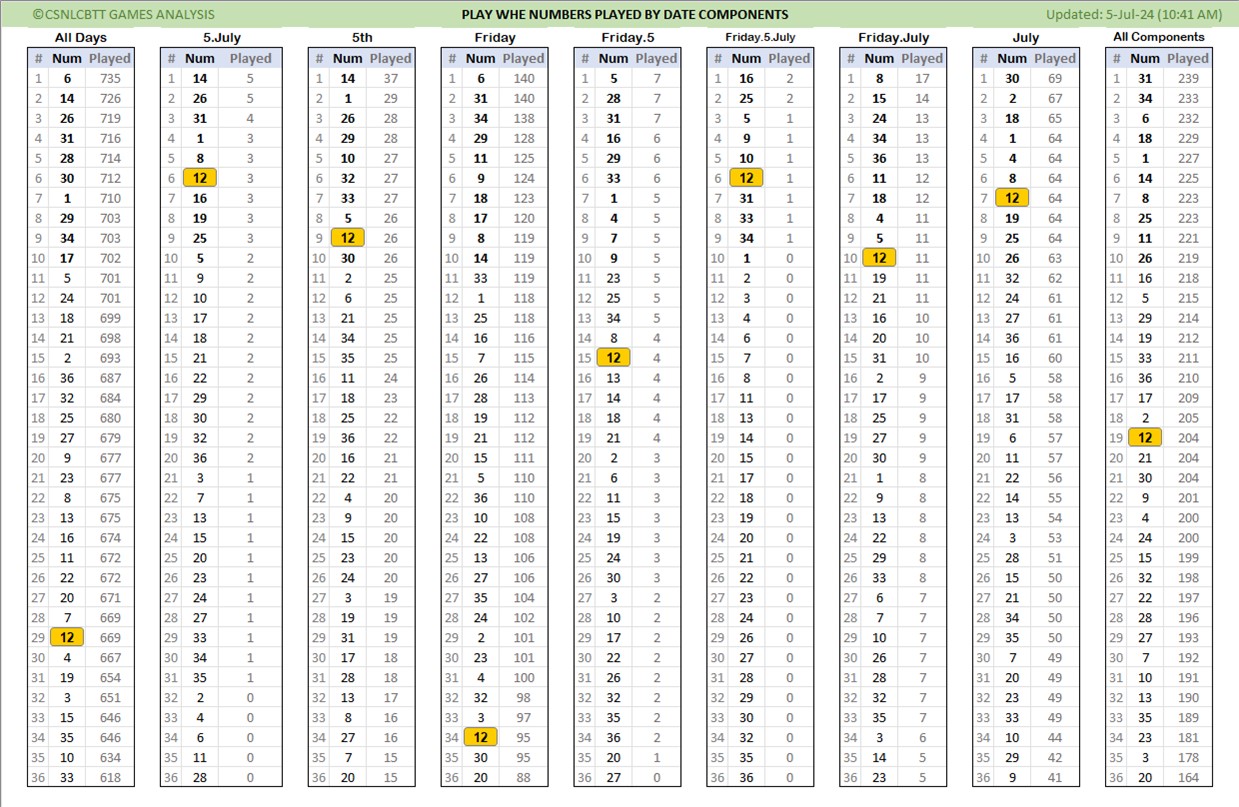 ©CSNLCBTT GAMES ANALYSIS PLAY WHE NUMBERS PLAYED BY DATE COMPONENTS Updated: 5-Jul-24 (10:41 AM)
All Days 5.July 5th Friday Friday.5 Friday.5.July Friday.July July All Components
# Num Played # Num Played # Num Played # Num Played # Num Played # Num Played # Num Played # Num Played # Num Played
1 6 735 1 14 5 1 14 37 1 6 140 1 5 7 1 16 2 1 8 17 1 30 69 1 31 239
2 14 726 2 26 5 2 1 29 2 31 140 2 28 7 2 25 2 2 15 14 2 2 67 2 34 233
3 26 719 3 31 4 3 26 28 3 34 138 3 31 7 3 5 1 3 24 13 3 18 65 3 6 232
4 31 716 4 1 3 4 29 28 4 29 128 4 16 6 4 9 1 4 34 13 4 1 64 4 18 229
5 28 714 5 8 3 5 10 27 5 11 125 5 29 6 5 10 1 5 36 13 5 4 64 5 1 227
6 30 712 6 12 3 6 32 27 6 9 124 6 33 6 6 12 1 6 11 12 6 8 64 6 14 225
7 1 710 7 16 3 7 33 27 7 18 123 7 1 5 7 31 1 7 18 12 7 12 64 7 8 223
8 29 703 8 19 3 8 5 26 8 17 120 8 4 5 8 33 1 8 4 11 8 19 64 8 25 223
9 34 703 9 25 3 9 12 26 9 8 119 9 7 5 9 34 1 9 5 11 9 25 64 9 11 221
10 17 702 10 5 2 10 30 26 10 14 119 10 9 5 10 1 0 10 12 11 10 26 63 10 26 219
11 5 701 11 9 2 11 2 25 11 33 119 11 23 5 11 2 0 11 19 11 11 32 62 11 16 218
12 24 701 12 10 2 12 6 25 12 1 118 12 25 5 12 3 0 12 21 11 12 24 61 12 5 215
13 18 699 13 17 2 13 21 25 13 25 118 13 34 5 13 4 0 13 16 10 13 27 61 13 29 214
14 21 698 14 18 2 14 34 25 14 16 116 14 8 4 14 6 0 14 20 10 14 36 61 14 19 212
15 2 693 15 21 2 15 35 25 15 7 115 15 12 4 15 7 0 15 31 10 15 16 60 15 33 211
16 36 687 16 22 2 16 11 24 16 26 114 16 13 4 16 8 0 16 2 9 16 5 58 16 36 210
17 32 684 17 29 2 17 18 23 17 28 113 17 14 4 17 11 0 17 17 9 17 17 58 17 17 209
18 25 680 18 30 2 18 25 22 18 19 112 18 18 4 18 13 0 18 25 9 18 31 58 18 2 205
19 27 679 19 32 2 19 36 22 19 21 112 19 21 4 19 14 0 19 27 9 19 6 57 19 12 204
20 9 677 20 36 2 20 16 21 20 15 111 20 2 3 20 15 0 20 30 9 20 11 57 20 21 204
21 23 677 21 3 1 21 22 21 21 5 110 21 6 3 21 17 0 21 1 8 21 22 56 21 30 204
22 8 675 22 7 1 22 4 20 22 36 110 22 11 3 22 18 0 22 9 8 22 14 55 22 9 201
23 13 675 23 13 1 23 9 20 23 10 108 23 15 3 23 19 0 23 13 8 23 13 54 23 4 200
24 16 674 24 15 1 24 15 20 24 22 108 24 19 3 24 20 0 24 22 8 24 3 53 24 24 200
25 11 672 25 20 1 25 23 20 25 13 106 25 24 3 25 21 0 25 29 8 25 28 51 25 15 199
26 22 672 26 23 1 26 24 20 26 27 106 26 30 3 26 22 0 26 33 8 26 15 50 26 32 198
27 20 671 27 24 1 27 3 19 27 35 104 27 3 2 27 23 0 27 6 7 27 21 50 27 22 197
28 7 669 28 27 1 28 19 19 28 24 102 28 10 2 28 24 0 28 7 7 28 34 50 28 28 196
29 12 669 29 33 1 29 31 19 29 2 101 29 17 2 29 26 0 29 10 7 29 35 50 29 27 193
30 4 667 30 34 1 30 17 18 30 23 101 30 22 2 30 27 0 30 26 7 30 7 49 30 7 192
31 19 654 31 35 1 31 28 18 31 4 100 31 26 2 31 28 0 31 28 7 31 20 49 31 10 191
32 3 651 32 2 0 32 13 17 32 32 98 32 32 2 32 29 0 32 32 7 32 23 49 32 13 190
33 15 646 33 4 0 33 8 16 33 3 97 33 35 2 33 30 0 33 35 7 33 33 49 33 35 189
34 35 646 34 6 0 34 27 16 34 12 95 34 36 2 34 32 0 34 3 6 34 10 44 34 23 181
35 10 634 35 11 0 35 7 15 35 30 95 35 20 1 35 35 0 35 14 5 35 29 42 35 3 178
36 33 618 36 28 0 36 20 15 36 20 88 36 27 0 36 36 0 36 23 5 36 9 41 36 20 164